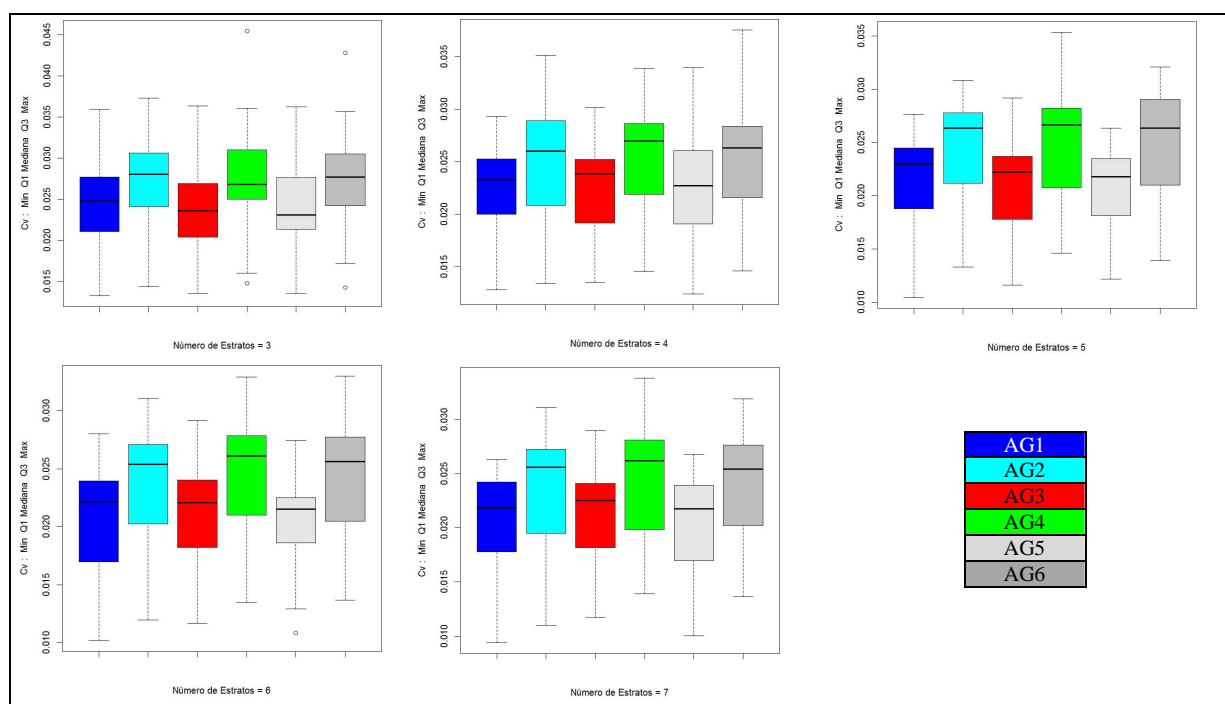 Cv : Min Q1 Mediana Q3 Max
0.015 0.020 0.025 0.030 0.035 0.040 0.045
Número de Estratos = 3
Cv : Min Q1 Mediana Q3 Max
0.015 0.020 0.025 0.030 0.035
Número de Estratos = 4
Cv : Min Q1 Mediana Q3 Max
0.010 0.015 0.020 0.025 0.030 0.035
Número de Estratos = 5
Cv : Min Q1 Mediana Q3 Max
0.010 0.015 0.020 0.025 0.030
Número de Estratos = 6
Cv : Min Q1 Mediana Q3 Max
0.010 0.015 0.020 0.025 0.030
Número de Estratos = 7
AG1
AG2
AG3
AG4
AG5
AG6